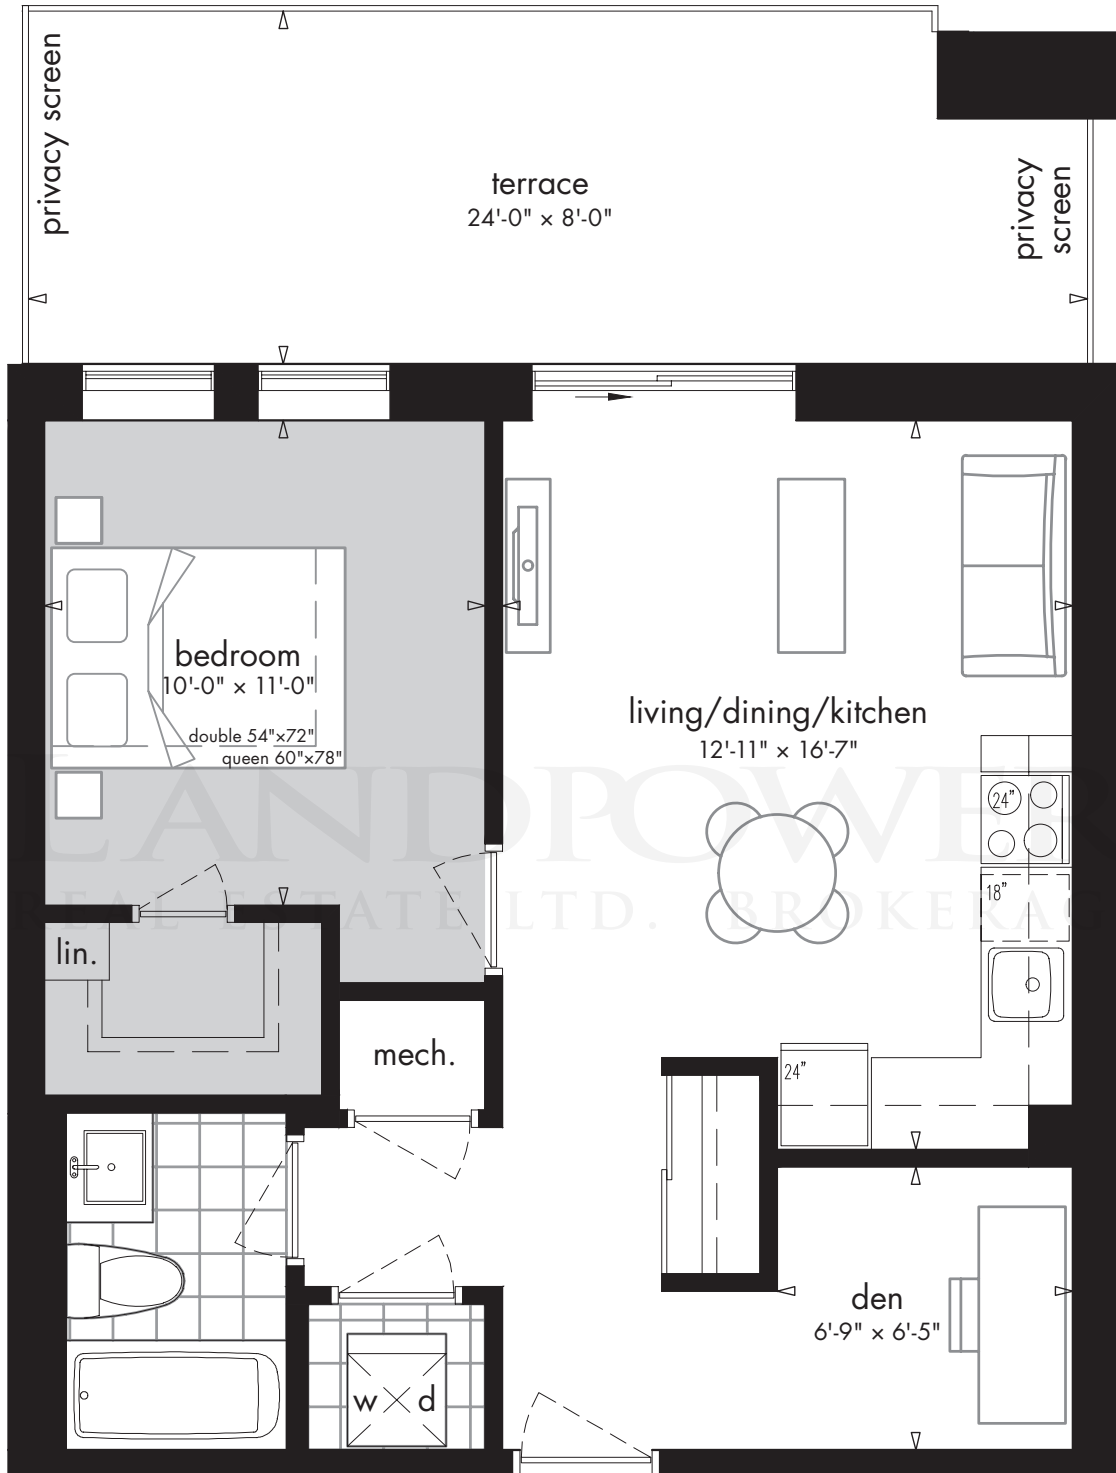 privacy screen
terrace
24'-0" × 8'-0"
privacy
screen
bedroom
10'-0" × 11'-0"
double 54"×72"
queen 60"×78"
living/dining/kitchen
12'-11" × 16'-7"
24"
LANDPOWER
18"
REAL ESTATE LTD. BROKERAG
lin.
mech.
24"
den
6'-9" × 6'-5"
w d